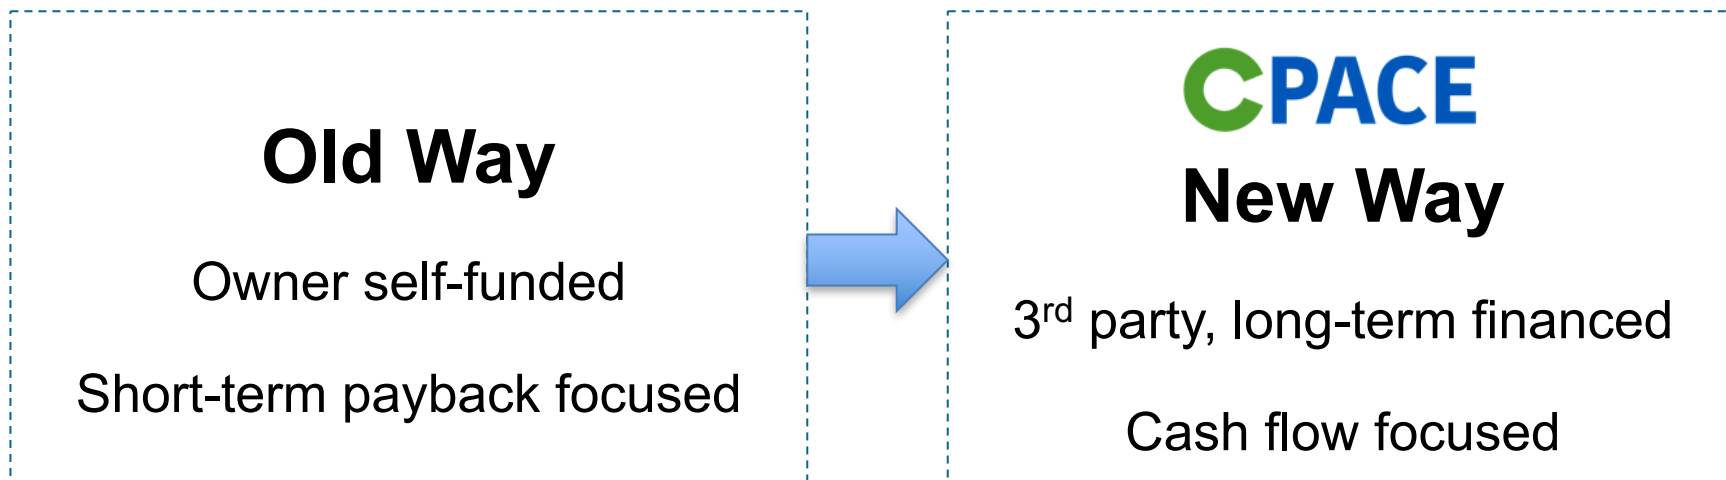 Old Way
Owner self-funded
Short-term payback focused
CPACE
New Way
3rd party, long-term financed
Cash flow focused